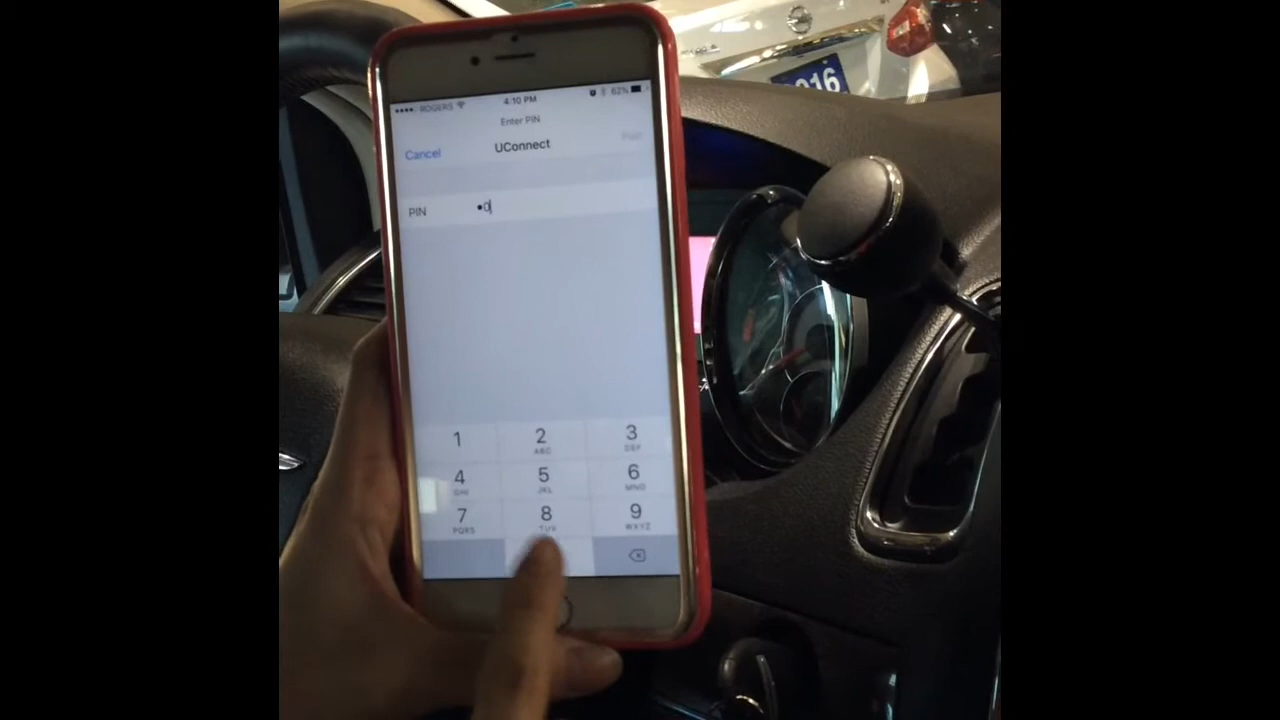 ROGERS 4:10 PM 62%
Enter PIN
Cancel UConnect Pair
PIN •0
1 2 3
ABC DEF
4 5 6
GHI JKL MNO
7 8 9
PQRS TUV WXYZ
016